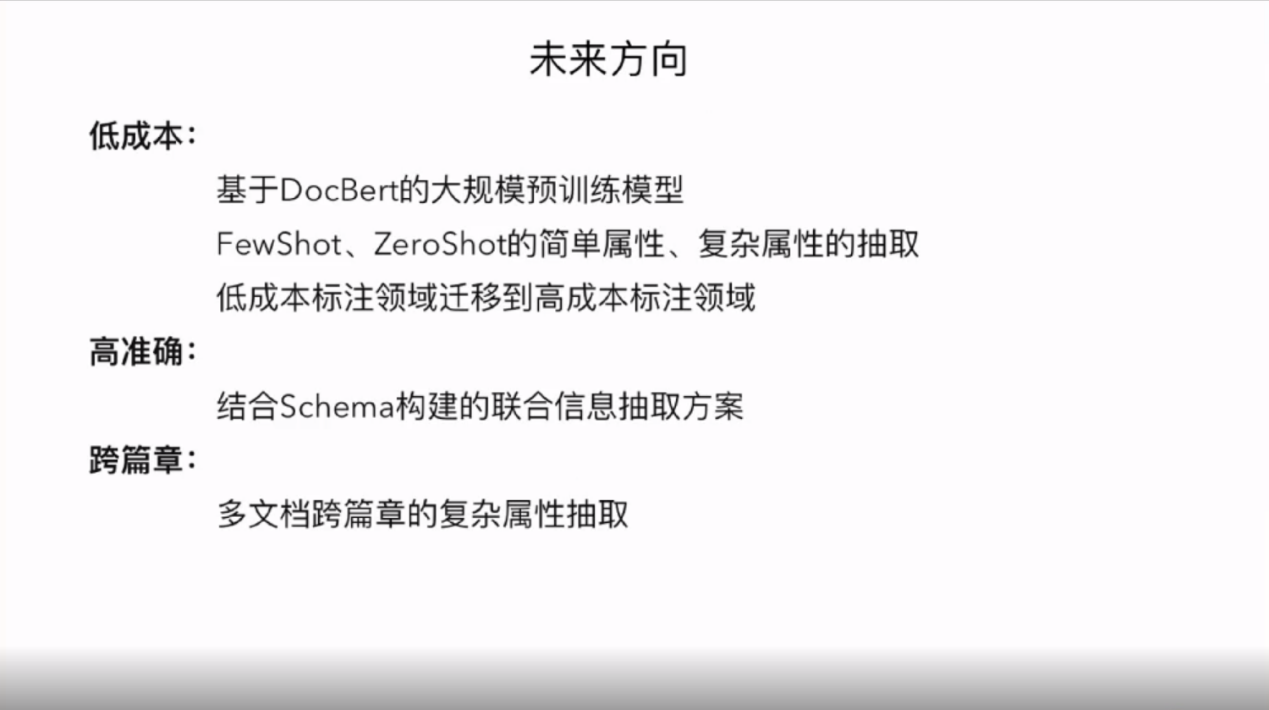 未来方向
低成本：
基于DocBert的大规模预训练模型
FewShot、ZeroShot的简单属性、复杂属性的抽取
低成本标注领域迁移到高成本标注领域
高准确：
结合Schema构建的联合信息抽取方案
跨篇章：
多文档跨篇章的复杂属性抽取